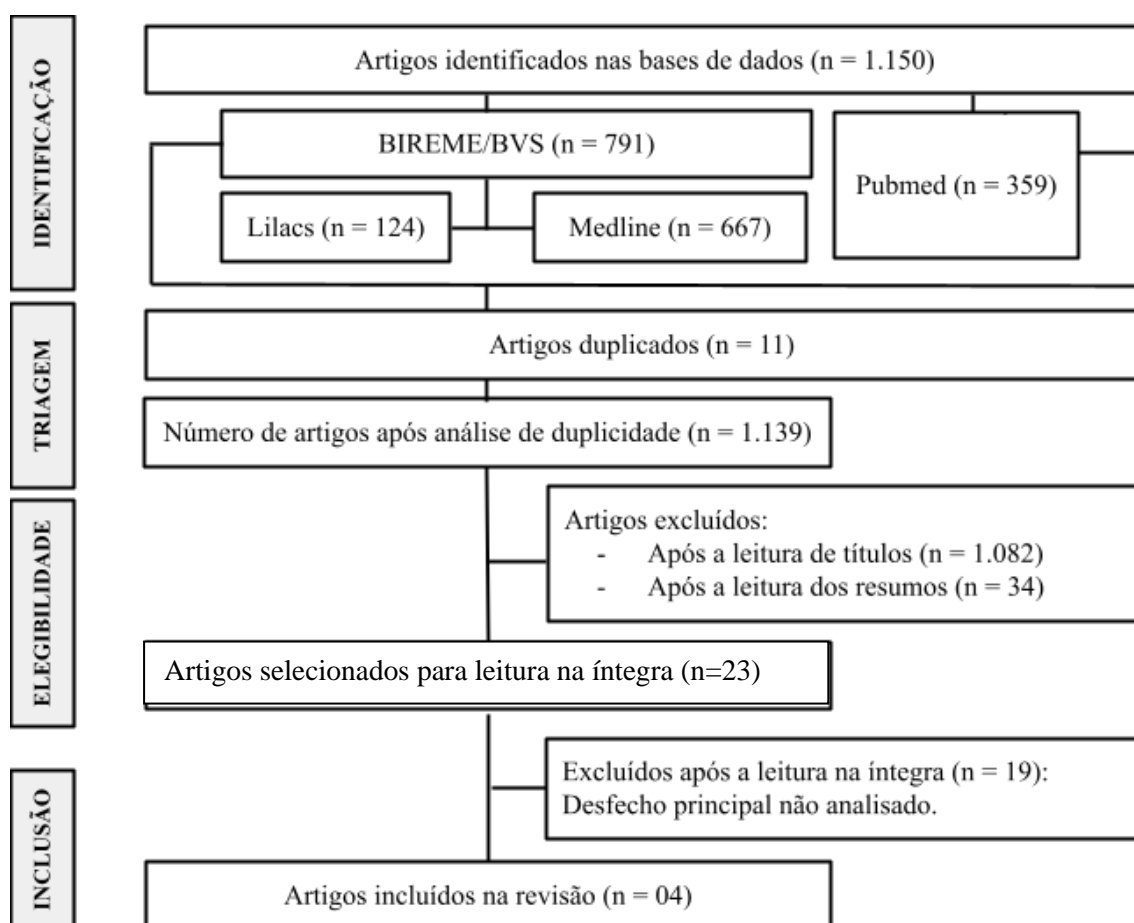 IDENTIFICAÇÃO
Artigos identificados nas bases de dados (n = 1.150)
BIREME/BVS (n = 791)
Pubmed (n = 359)
Lilacs (n = 124)
Medline (n = 667)
TRIAGEM
Artigos duplicados (n = 11)
Número de artigos após análise de duplicidade (n = 1.139)
ELEGIBILIDADE
Artigos excluídos:
- Após a leitura de títulos (n = 1.082)
- Após a leitura dos resumos (n = 34)
Artigos selecionados para leitura na íntegra (n=23)
INCLUSÃO
Excluídos após a leitura na íntegra (n = 19):
Desfecho principal não analisado.
Artigos incluídos na revisão (n = 04)